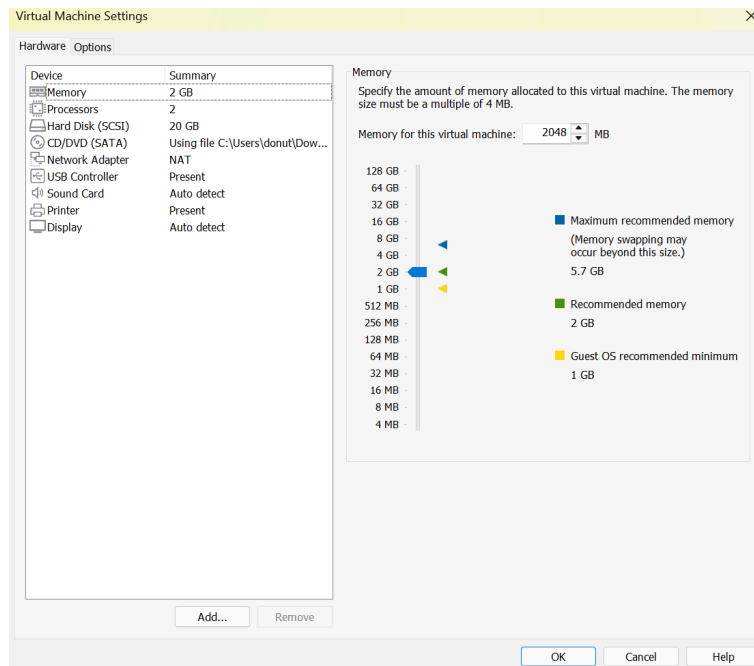 Virtual Machine Settings
Hardware Options
Device Summary
Memory 2 GB
Processors 2
Hard Disk (SCSI) 20 GB
CD/DVD (SATA) Using file C:\Users\donut\Dow...
Network Adapter NAT
USB Controller Present
Sound Card Auto detect
Printer Present
Display Auto detect
Add... Remove
Memory
Specify the amount of memory allocated to this virtual machine. The memory
size must be a multiple of 4 MB.
Memory for this virtual machine: 2048 MB
128 GB
64 GB
32 GB
16 GB
8 GB
4 GB
2 GB
1 GB
512 MB
256 MB
128 MB
64 MB
32 MB
16 MB
8 MB
4 MB
Maximum recommended memory
(Memory swapping may
occur beyond this size.)
5.7 GB
Recommended memory
2 GB
Guest OS recommended minimum
1 GB
OK Cancel Help